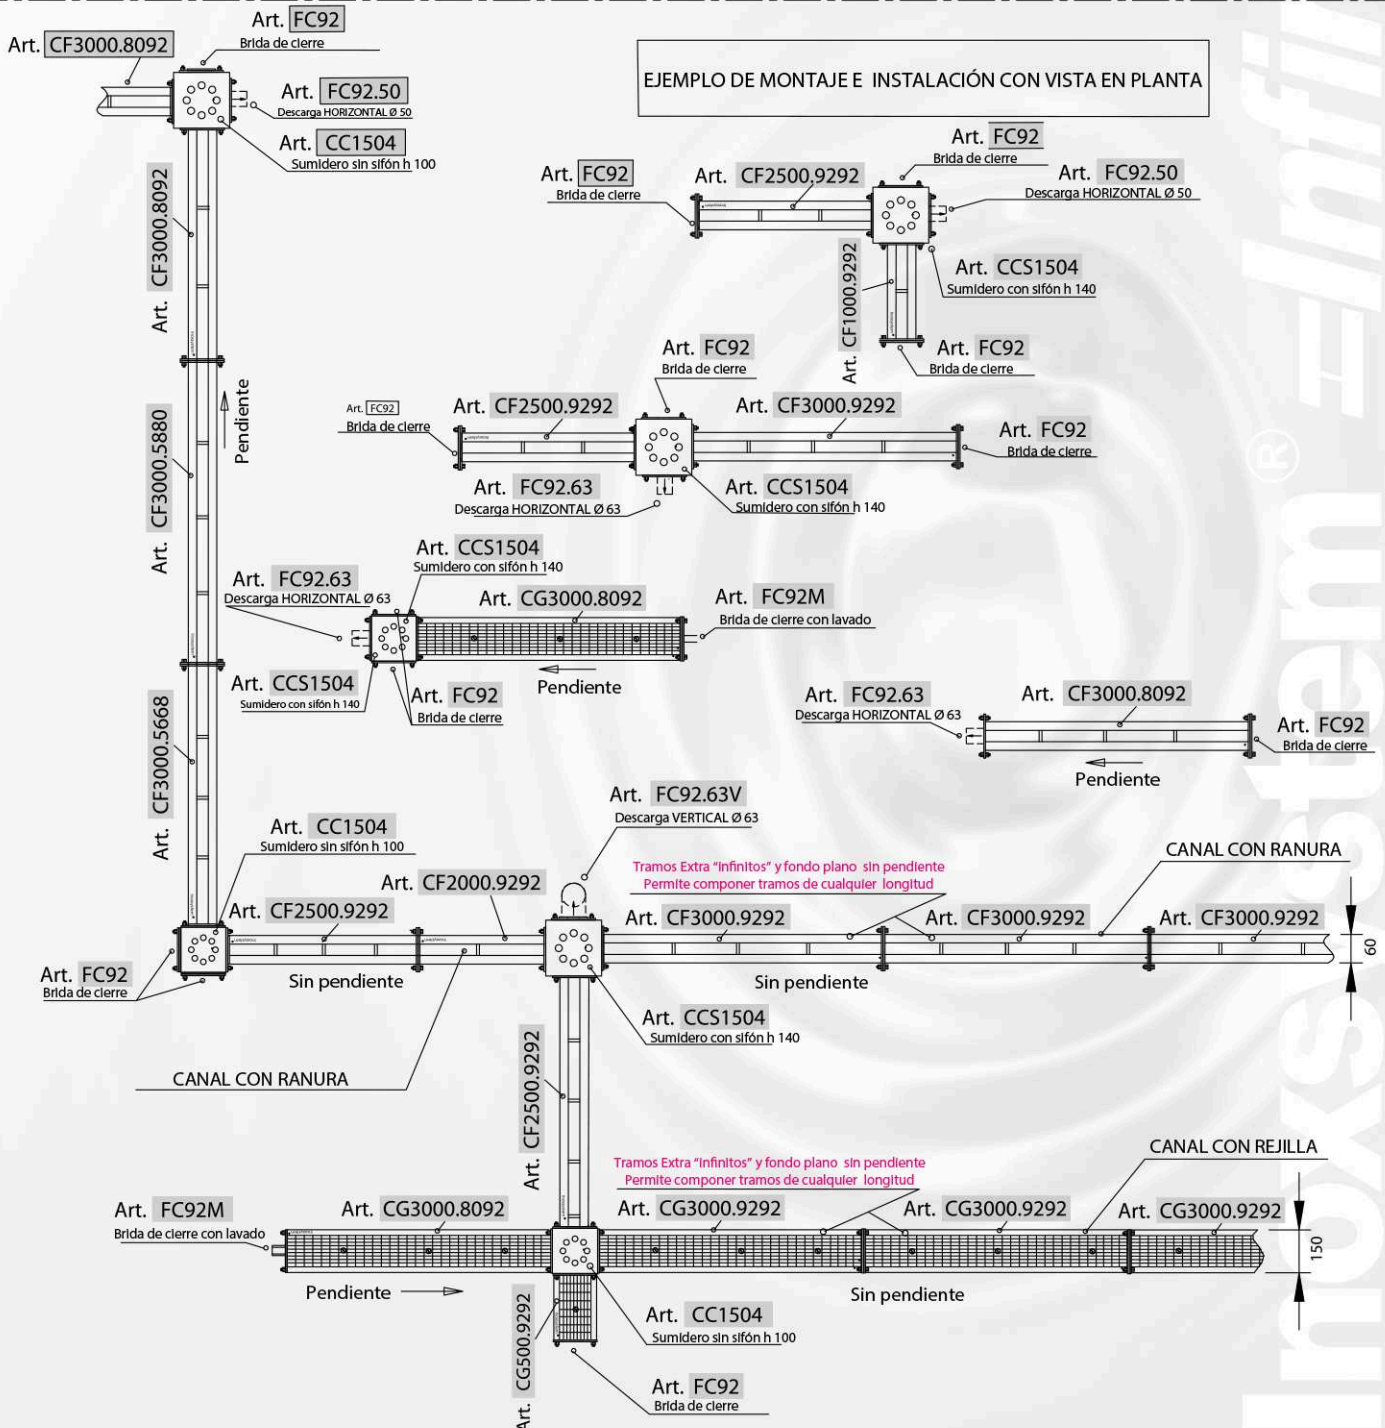 EJEMPLO DE MONTAJE E INSTALACIÓN CON VISTA EN PLANTA
Art. FC92
Brida de cierre
Art. CF3000.8092
Art. FC92.50
Descarga HORIZONTAL Ø 50
Art. CC1504
Sumidero sin sifón h 100
Art. CF3000.8092
Pendiente
Art. CF3000.5880
Art. CF3000.5668
Art. FC92
Brida de cierre
Art. FC92
Brida de cierre
Art. CF2500.9292
Art. FC92.50
Descarga HORIZONTAL Ø 50
Art. CCS1504
Sumidero con sifón h 140
Art. CF1000.9292
Art. FC92
Brida de cierre
Art. FC92
Brida de cierre
Art. FC92
Brida de cierre
Art. CF2500.9292
Art. CF3000.9292
Art. FC92
Brida de cierre
Art. FC92.63
Descarga HORIZONTAL Ø 63
Art. CCS1504
Sumidero con sifón h 140
Art. CCS1504
Sumidero con sifón h 140
Art. FC92.63
Descarga HORIZONTAL Ø 63
Art. CG3000.8092
Art. FC92M
Brida de cierre con lavado
Pendiente
Art. CCS1504
Sumidero con sifón h 140
Art. FC92
Brida de cierre
Art. FC92.63
Descarga HORIZONTAL Ø 63
Art. CF3000.8092
Art. FC92
Brida de cierre
Pendiente
Art. FC92.63V
Descarga VERTICAL Ø 63
Art. CC1504
Sumidero sin sifón h 100
Art. CF2000.9292
Art. CF2500.9292
Tramos Extra "infinitos" y fondo plano sin pendiente
Permite componer tramos de cualquier longitud
CANAL CON RANURA
Art. CF3000.9292
Art. CF3000.9292
Art. CF3000.9292
60
Art. FC92
Brida de cierre
Sin pendiente
Sin pendiente
Art. CCS1504
Sumidero con sifón h 140
CANAL CON RANURA
Art. CF2500.9292
Tramos Extra "infinitos" y fondo plano sin pendiente
Permite componer tramos de cualquier longitud
CANAL CON REJILLA
Art. FC92M
Brida de cierre con lavado
Art. CG3000.8092
Art. CG3000.9292
Art. CG3000.9292
Art. CG3000.9292
150
Pendiente
Sin pendiente
Art. CG500.9292
Art. CC1504
Sumidero sin sifón h 100
Art. FC92
Brida de cierre
Inoxsystem®